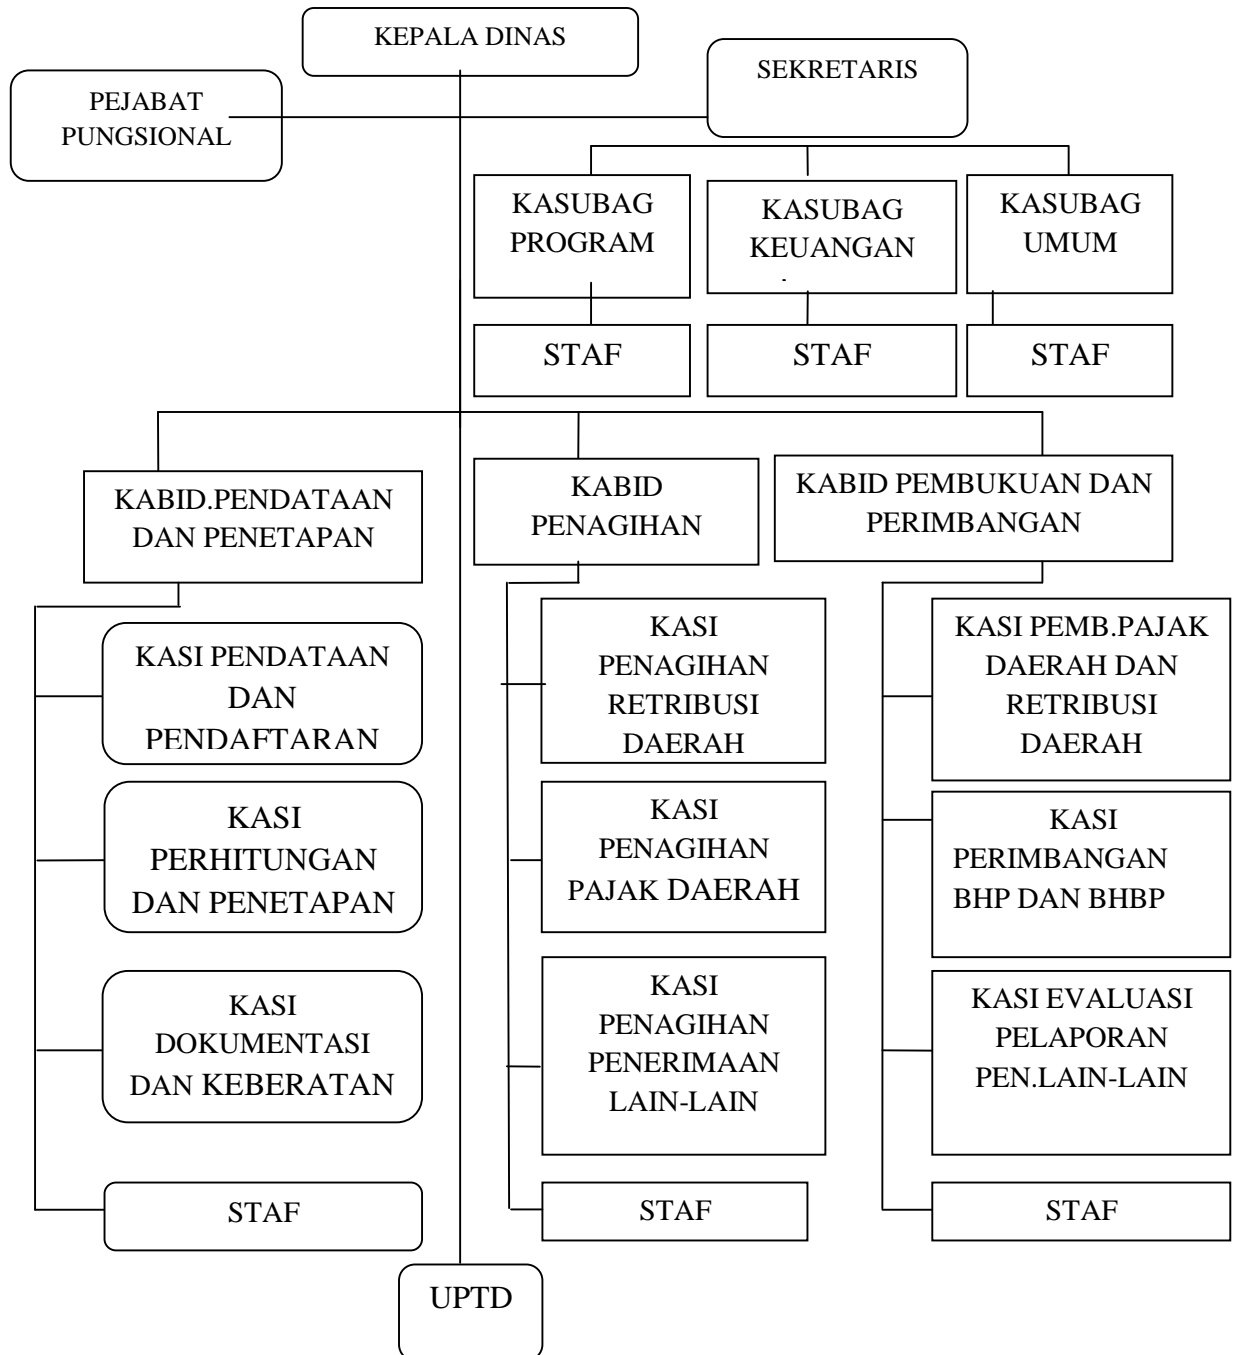 KEPALA DINAS
SEKRETARIS
PEJABAT
PUNGSIONAL
KASUBAG
PROGRAM
KASUBAG
KEUANGAN
KASUBAG
UMUM
STAF
STAF
STAF
KABID.PENDATAAN
DAN PENETAPAN
KABID
PENAGIHAN
KABID PEMBUKUAN DAN
PERIMBANGAN
KASI PENDATAAN
DAN
PENDAFTARAN
KASI
PENAGIHAN
RETRIBUSI
DAERAH
KASI PEMB.PAJAK
DAERAH DAN
RETRIBUSI
DAERAH
KASI
PERHITUNGAN
DAN PENETAPAN
KASI
PENAGIHAN
PAJAK DAERAH
KASI
PERIMBANGAN
BHP DAN BHBP
KASI
DOKUMENTASI
DAN KEBERATAN
KASI
PENAGIHAN
PENERIMAAN
LAIN-LAIN
KASI EVALUASI
PELAPORAN
PEN.LAIN-LAIN
STAF
STAF
STAF
UPTD